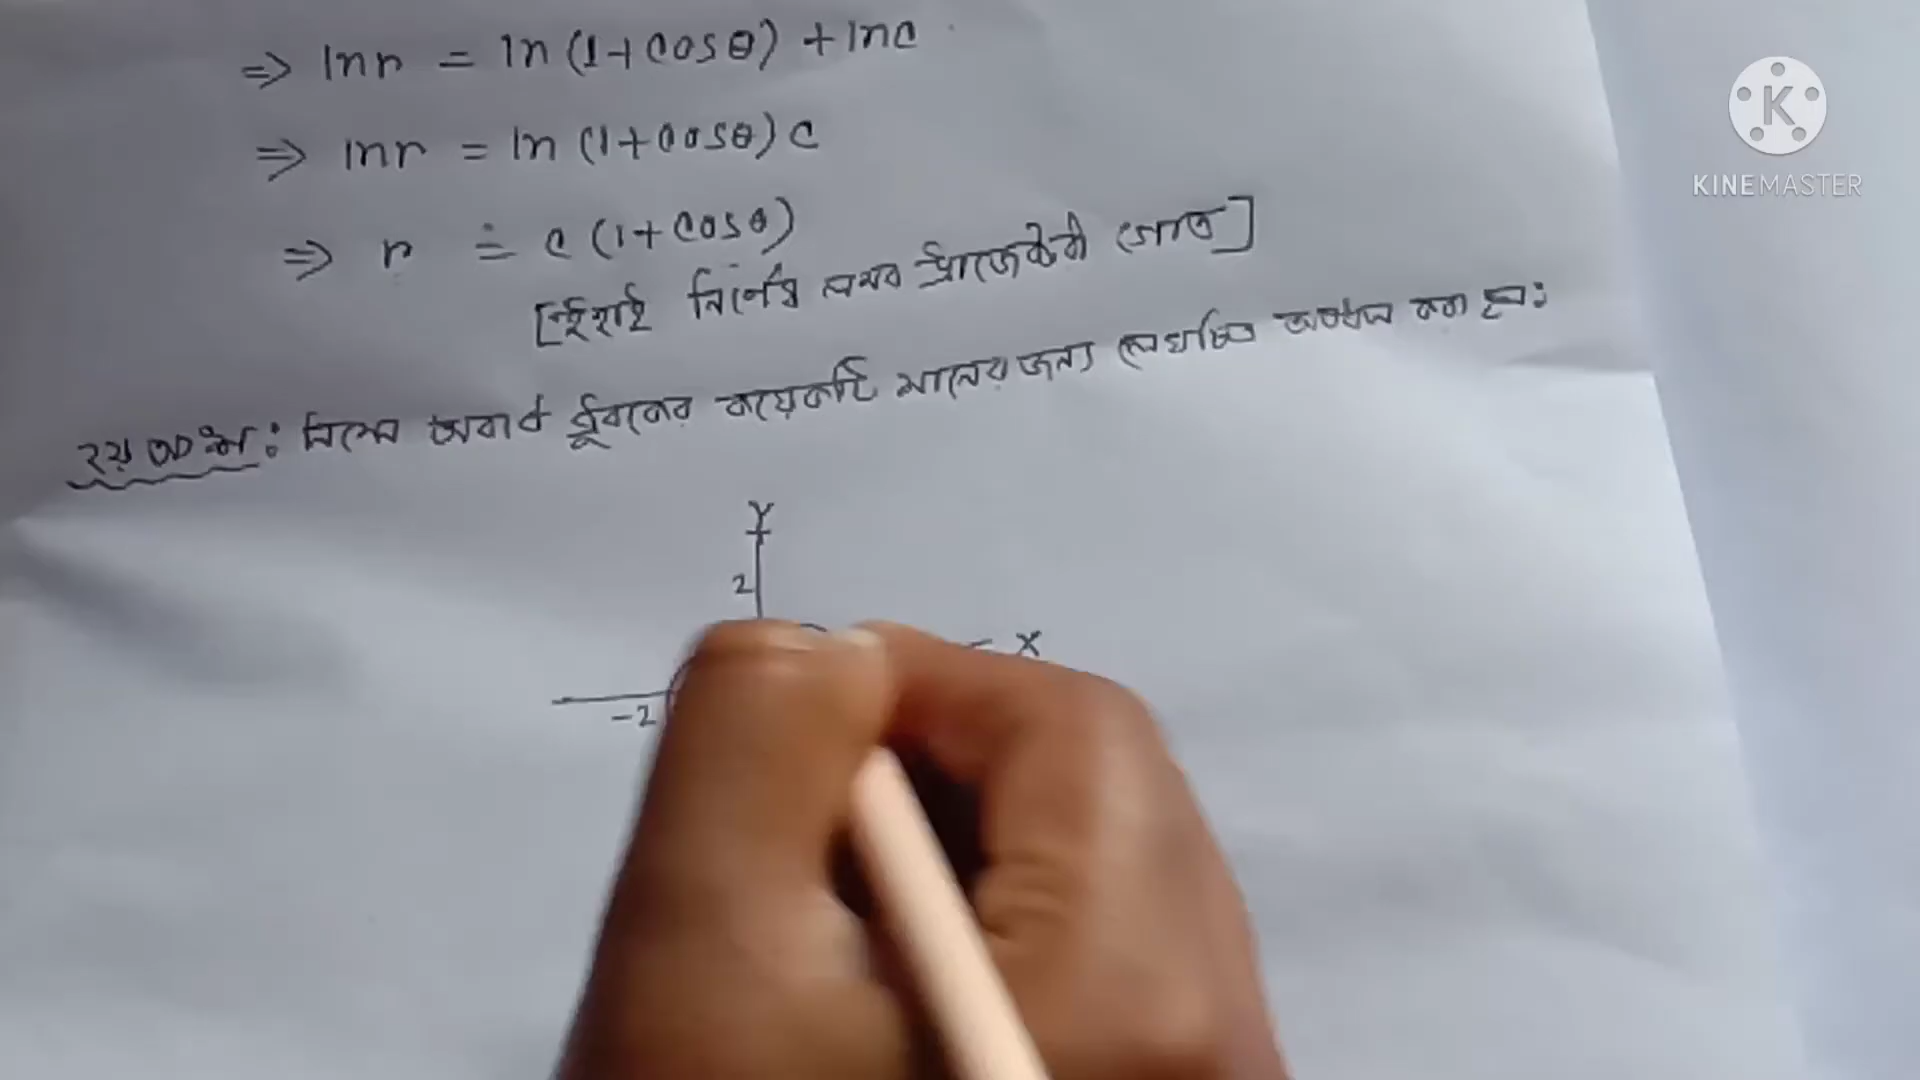 ⇒ lnr = ln(1+cosθ) + lnc
⇒ lnr = ln (1+cosθ) c
⇒ r = c (1+cosθ)
[ইহাই নির্ণেয় লম্ব প্রজেক্টরী গোত্র]
২য় অংশ: নিম্নে অবাধ ধ্রুবকের কয়েকটি মানের জন্য লেখচিত্র অঙ্কন করা হল:
Y
2
X
-2
K
KINEMASTER